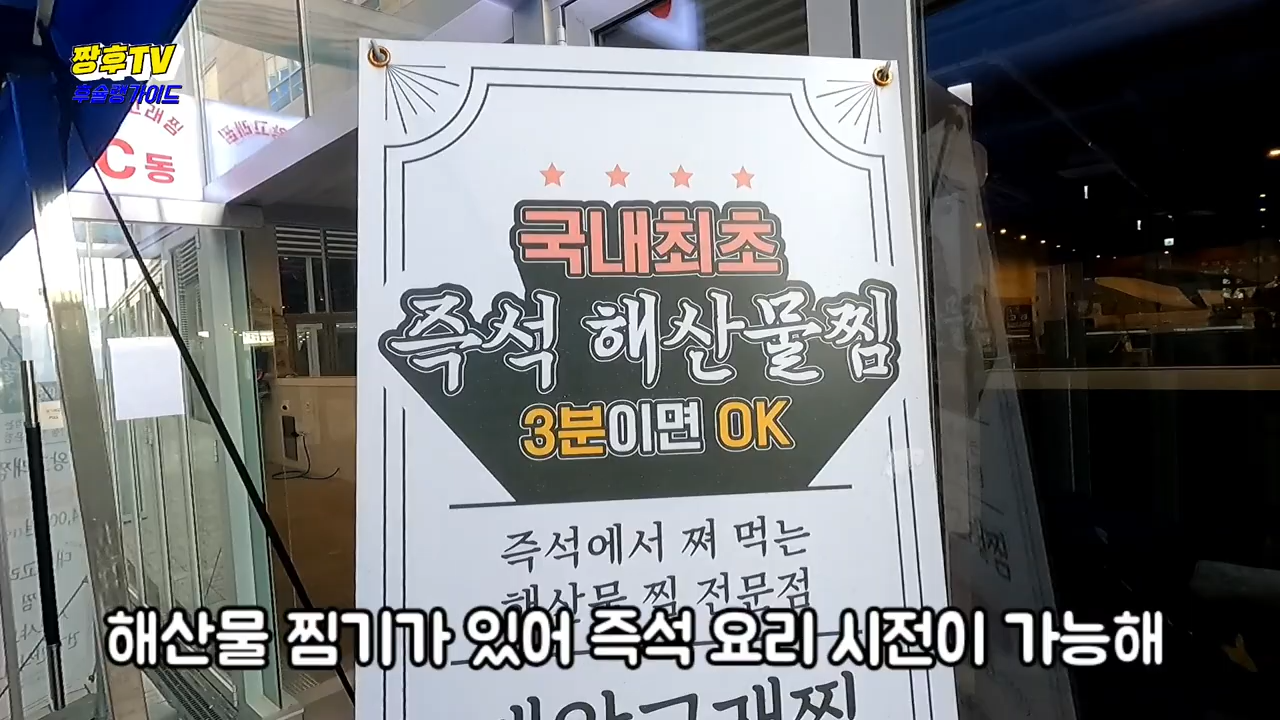 짱후TV
후슐랭가이드
C동
국내최초
즉석 해산물찜
3분이면 OK
즉석에서 쪄 먹는
해산물 찜 전문점
해산물 찜기가 있어 즉석 요리 시전이 가능해